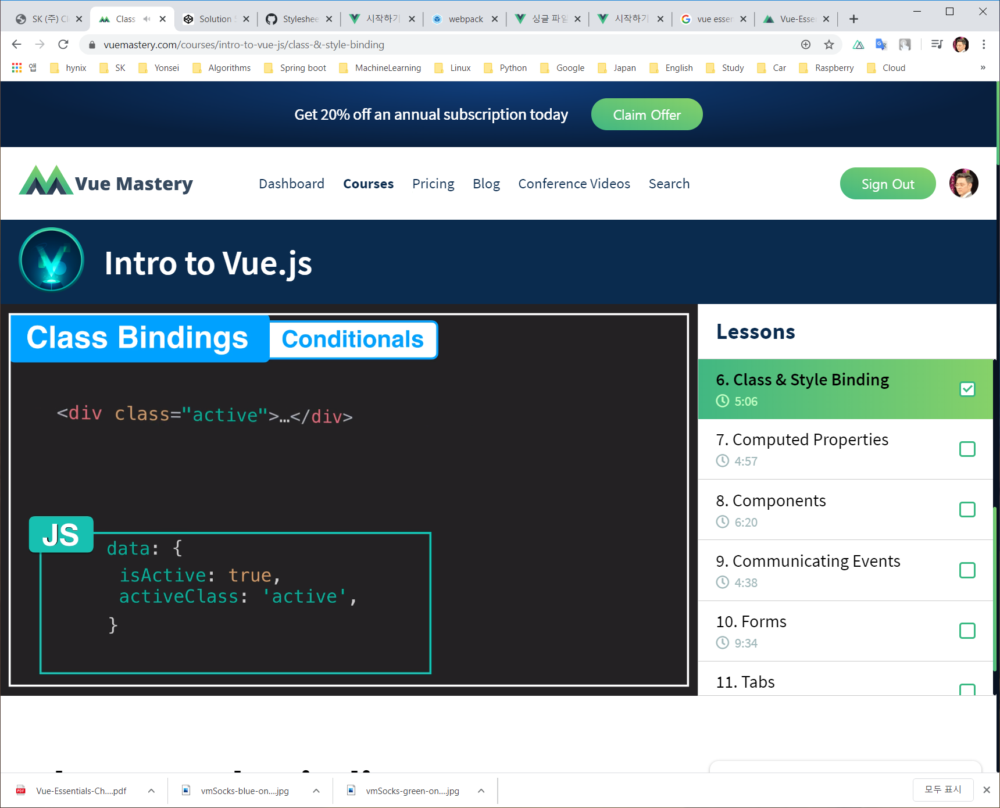 SK (주) Cl
Class
Solution S
Styleshee
시작하기
webpack
싱글 파일
시작하기
vue essen
Vue-Esse
vuemastery.com/courses/intro-to-vue-js/class-&-style-binding
앱
hynix
SK
Yonsei
Algorithms
Spring boot
MachineLearning
Linux
Python
Google
Japan
English
Study
Car
Raspberry
Cloud
»
Get 20% off an annual subscription today
Claim Offer
Vue Mastery
Dashboard
Courses
Pricing
Blog
Conference Videos
Search
Sign Out
Intro to Vue.js
Class Bindings
Conditionals
<div class="active">…</div>
JS
data: {
isActive: true,
activeClass: 'active',
}
Lessons
6. Class & Style Binding
5:06
7. Computed Properties
4:57
8. Components
6:20
9. Communicating Events
4:38
10. Forms
9:34
11. Tabs
PDF
Vue-Essentials-Ch....pdf
vmSocks-blue-on....jpg
vmSocks-green-on....jpg
모두 표시